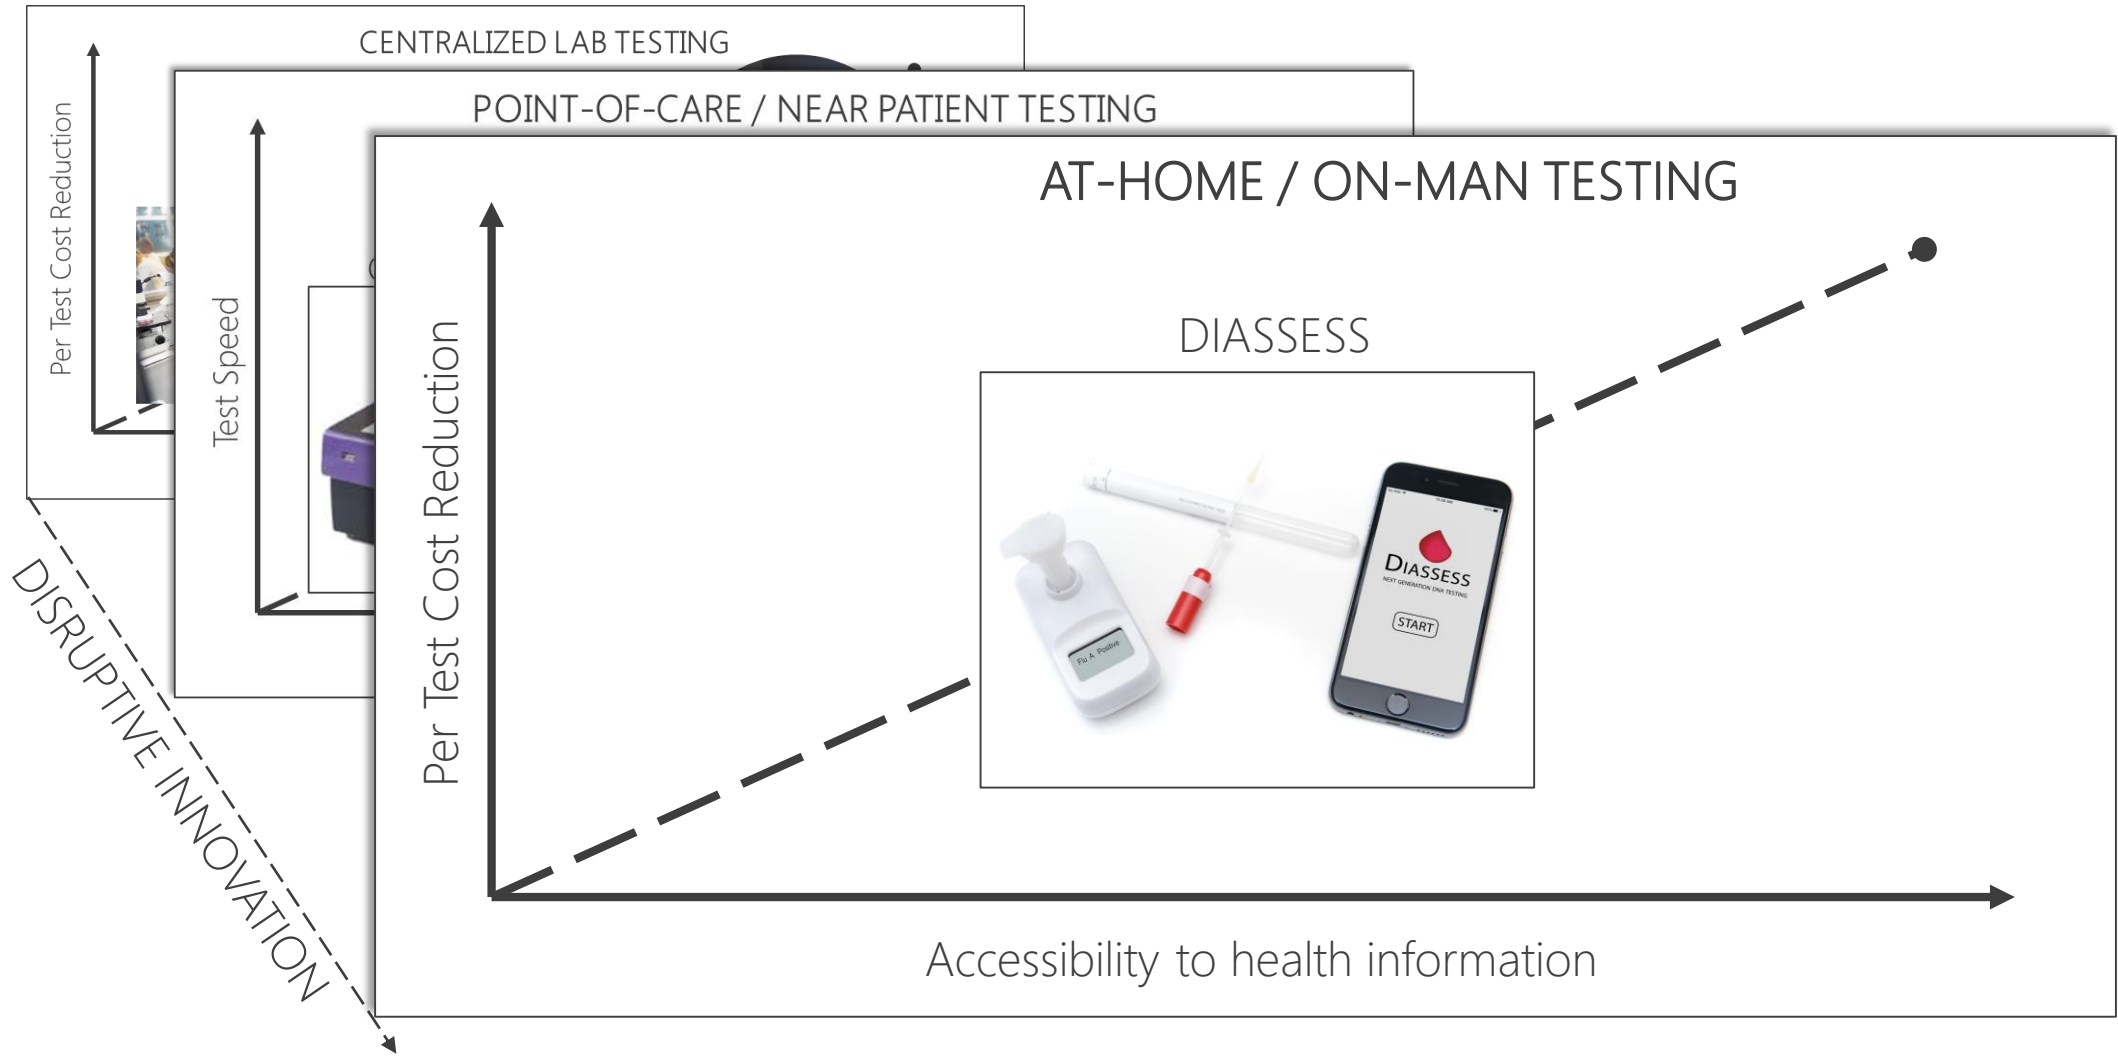 CENTRALIZED LAB TESTING
Per Test Cost Reduction
POINT-OF-CARE / NEAR PATIENT TESTING
Test Speed
AT-HOME / ON-MAN TESTING
Per Test Cost Reduction
DIASSESS
Flu A Positive
DIASSESS
NEXT GENERATION DNA TESTING
START
Accessibility to health information
DISRUPTIVE INNOVATION